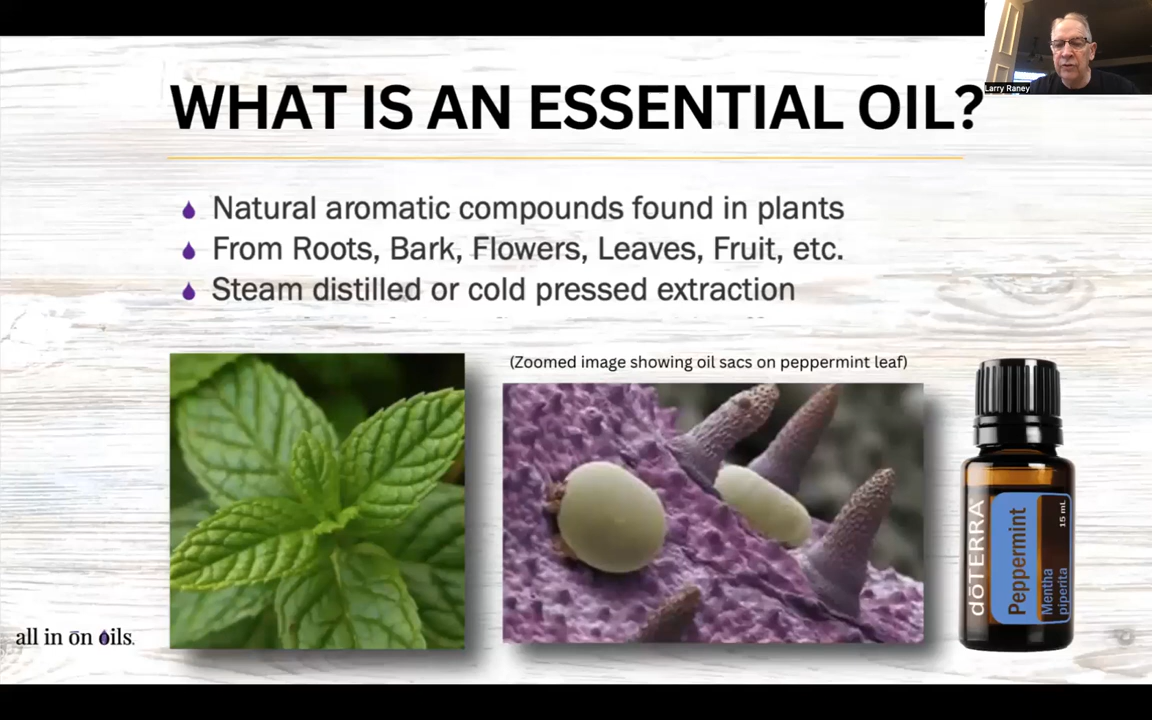 Larry Raney
WHAT IS AN ESSENTIAL OIL?
Natural aromatic compounds found in plants
From Roots, Bark, Flowers, Leaves, Fruit, etc.
Steam distilled or cold pressed extraction
(Zoomed image showing oil sacs on peppermint leaf)
dōTERRA
Peppermint
Mentha
piperita
15 mL
all in ōn oils.